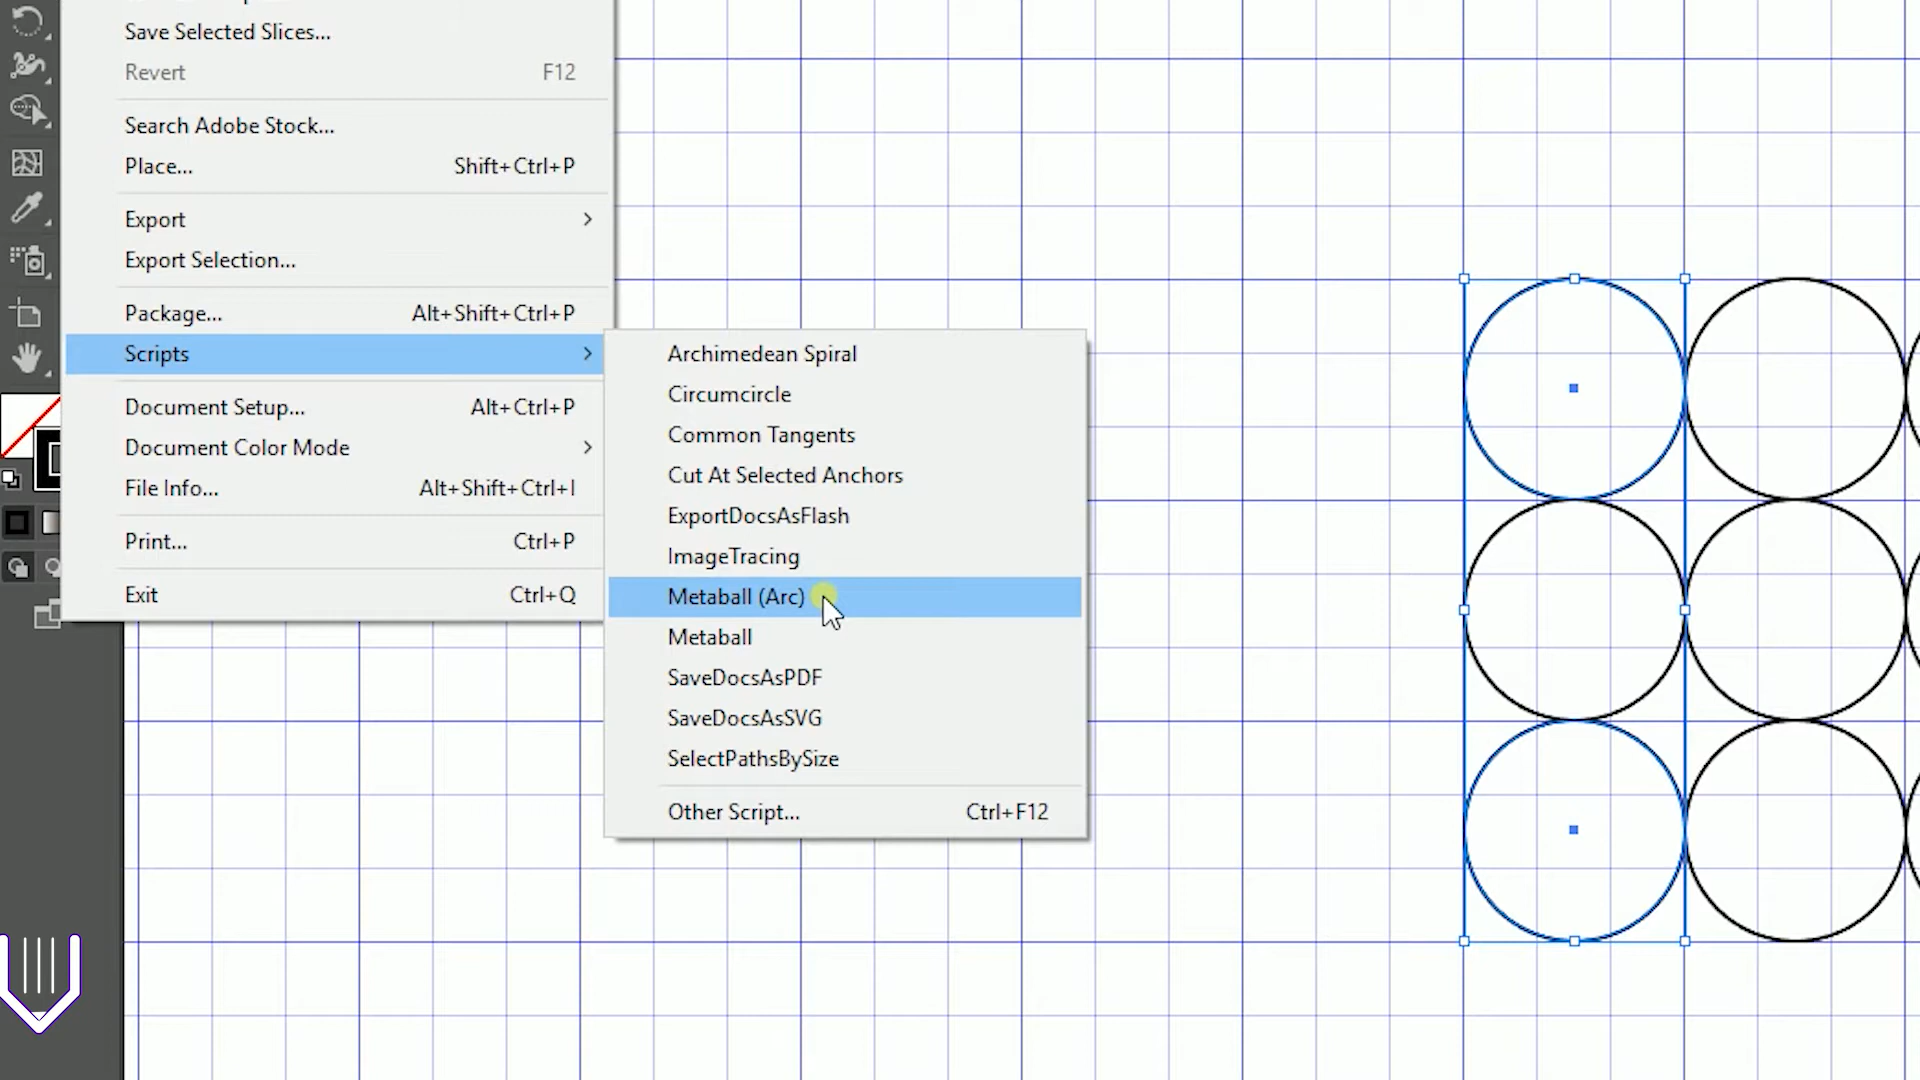 Save Selected Slices...
Revert F12
Search Adobe Stock...
Place... Shift+Ctrl+P
Export
Export Selection...
Package... Alt+Shift+Ctrl+P
Scripts
Document Setup... Alt+Ctrl+P
Document Color Mode
File Info... Alt+Shift+Ctrl+I
Print... Ctrl+P
Exit Ctrl+Q
Archimedean Spiral
Circumcircle
Common Tangents
Cut At Selected Anchors
ExportDocsAsFlash
ImageTracing
Metaball (Arc)
Metaball
SaveDocsAsPDF
SaveDocsAsSVG
SelectPathsBySize
Other Script... Ctrl+F12